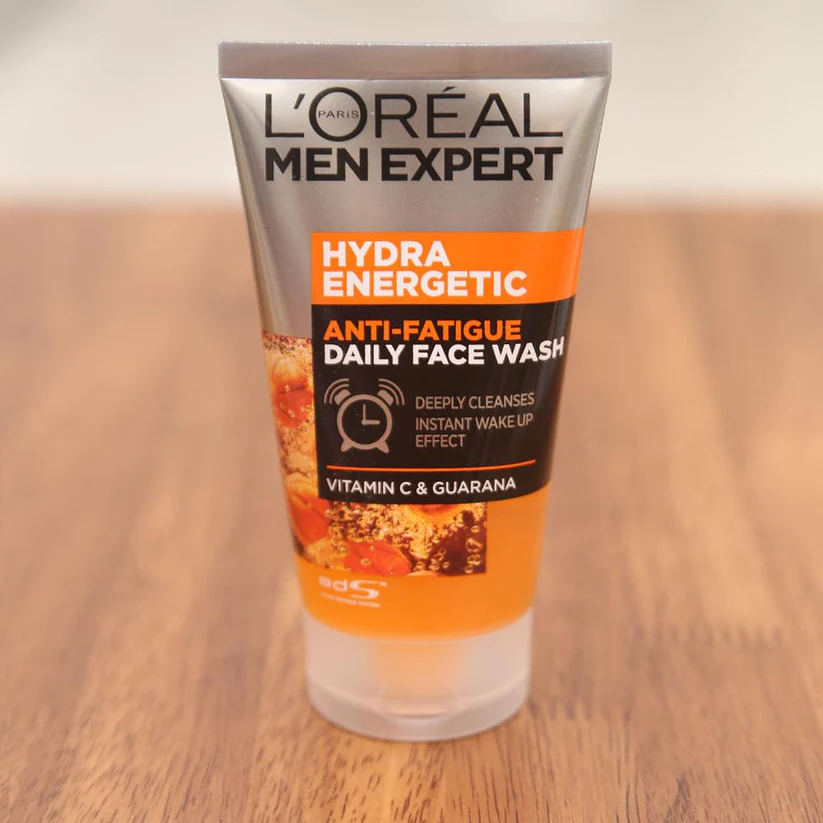 L'ORÉAL
PARIS
MEN EXPERT
HYDRA
ENERGETIC
ANTI-FATIGUE
DAILY FACE WASH
DEEPLY CLEANSES
INSTANT WAKE UP
EFFECT
VITAMIN C & GUARANA
adS™